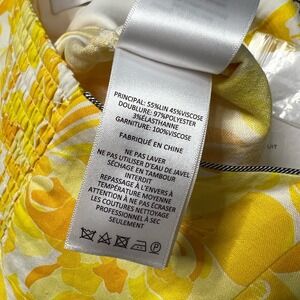 PRINCIPAL: 55%LIN 45%VISCOSE
DOUBLURE: 97%POLYESTER
3%ÉLASTHANNE
GARNITURE: 100%VISCOSE
FABRIQUÉ EN CHINE
NE PAS LAVER
NE PAS UTILISER D'EAU DE JAVEL
SÉCHAGE EN TAMBOUR
INTERDIT
REPASSAGE À L'ENVERS À
TEMPÉRATURE MOYENNE
ATTENTION À NE PAS ÉCRASER
LES COUTURES NETTOYAGE
PROFESSIONNEL À SEC
SEULEMENT
UIT